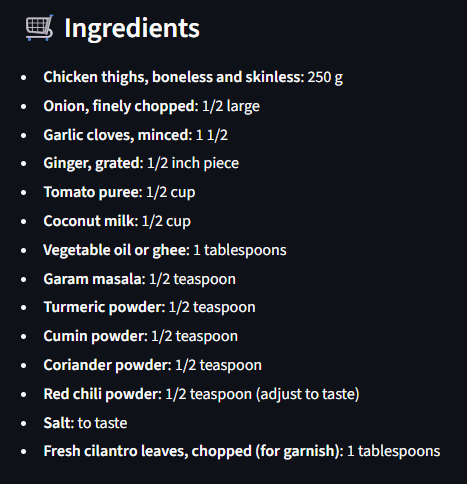 Ingredients
Chicken thighs, boneless and skinless: 250 g
Onion, finely chopped: 1/2 large
Garlic cloves, minced: 1 1/2
Ginger, grated: 1/2 inch piece
Tomato puree: 1/2 cup
Coconut milk: 1/2 cup
Vegetable oil or ghee: 1 tablespoons
Garam masala: 1/2 teaspoon
Turmeric powder: 1/2 teaspoon
Cumin powder: 1/2 teaspoon
Coriander powder: 1/2 teaspoon
Red chili powder: 1/2 teaspoon (adjust to taste)
Salt: to taste
Fresh cilantro leaves, chopped (for garnish): 1 tablespoons